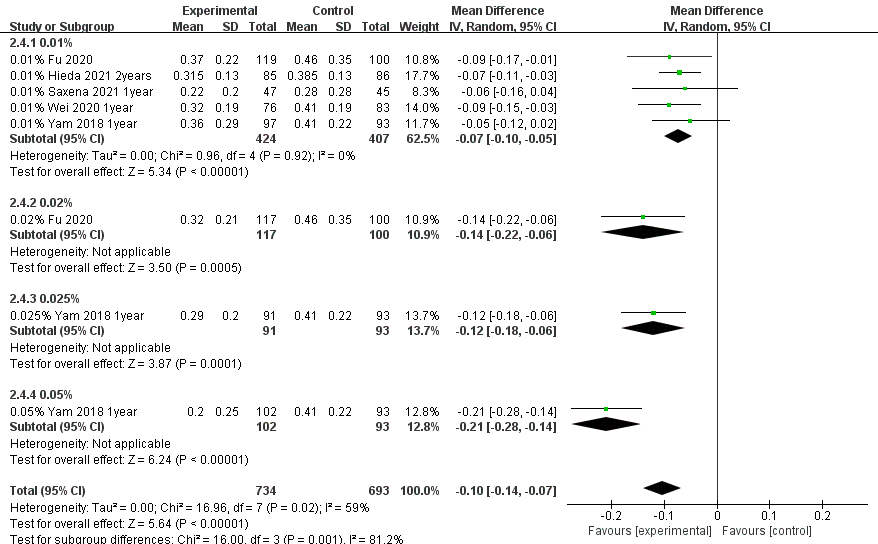 Experimental Control Mean Difference Mean Difference
Study or Subgroup Mean SD Total Mean SD Total Weight IV, Random, 95% CI IV, Random, 95% CI
2.4.1 0.01%
0.01% Fu 2020 0.37 0.22 119 0.46 0.35 100 10.8% -0.09 [-0.17, -0.01]
0.01% Hieda 2021 2years 0.315 0.13 85 0.385 0.13 86 17.7% -0.07 [-0.11, -0.03]
0.01% Saxena 2021 1year 0.22 0.2 47 0.28 0.28 45 8.3% -0.06 [-0.16, 0.04]
0.01% Wei 2020 1year 0.32 0.19 76 0.41 0.19 83 14.0% -0.09 [-0.15, -0.03]
0.01% Yam 2018 1year 0.36 0.29 97 0.41 0.22 93 11.7% -0.05 [-0.12, 0.02]
Subtotal (95% CI) 424 407 62.5% -0.07 [-0.10, -0.05]
Heterogeneity: Tau² = 0.00; Chi² = 0.96, df = 4 (P = 0.92); I² = 0%
Test for overall effect: Z = 5.34 (P < 0.00001)
2.4.2 0.02%
0.02% Fu 2020 0.32 0.21 117 0.46 0.35 100 10.9% -0.14 [-0.22, -0.06]
Subtotal (95% CI) 117 100 10.9% -0.14 [-0.22, -0.06]
Heterogeneity: Not applicable
Test for overall effect: Z = 3.50 (P = 0.0005)
2.4.3 0.025%
0.025% Yam 2018 1year 0.29 0.2 91 0.41 0.22 93 13.7% -0.12 [-0.18, -0.06]
Subtotal (95% CI) 91 93 13.7% -0.12 [-0.18, -0.06]
Heterogeneity: Not applicable
Test for overall effect: Z = 3.87 (P = 0.0001)
2.4.4 0.05%
0.05% Yam 2018 1year 0.2 0.25 102 0.41 0.22 93 12.8% -0.21 [-0.28, -0.14]
Subtotal (95% CI) 102 93 12.8% -0.21 [-0.28, -0.14]
Heterogeneity: Not applicable
Test for overall effect: Z = 6.24 (P < 0.00001)
Total (95% CI) 734 693 100.0% -0.10 [-0.14, -0.07]
Heterogeneity: Tau² = 0.00; Chi² = 16.96, df = 7 (P = 0.02); I² = 59%
Test for overall effect: Z = 5.64 (P < 0.00001)
Test for subgroup differences: Chi² = 16.00, df = 3 (P = 0.001), I² = 81.2%
-0.2 -0.1 0 0.1 0.2
Favours [experimental] Favours [control]